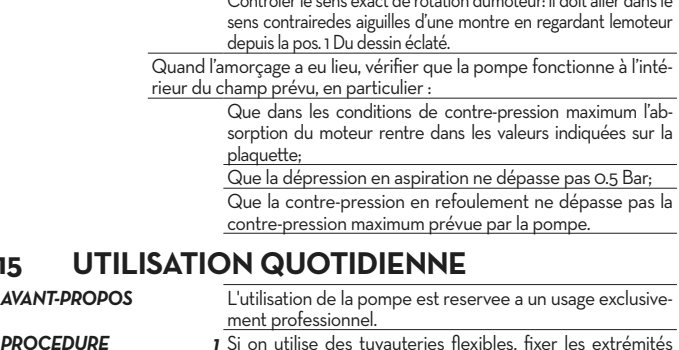 Contrôler le sens exact de rotation dumoteur: il doit aller dans le
sens contrairedes aiguilles d'une montre en regardant lemoteur
depuis la pos. 1 Du dessin éclaté.
Quand l'amorçage a eu lieu, vérifier que la pompe fonctionne à l'inté-
rieur du champ prévu, en particulier :
Que dans les conditions de contre-pression maximum l'ab-
sorption du moteur rentre dans les valeurs indiquées sur la
plaquette;
Que la dépression en aspiration ne dépasse pas 0.5 Bar;
Que la contre-pression en refoulement ne dépasse pas la
contre-pression maximum prévue par la pompe.
15 UTILISATION QUOTIDIENNE
AVANT-PROPOS L'utilisation de la pompe est reservee a un usage exclusive-
ment professionnel.
PROCEDURE 1 Si on utilise des tuyauteries flexibles, fixer les extrémités